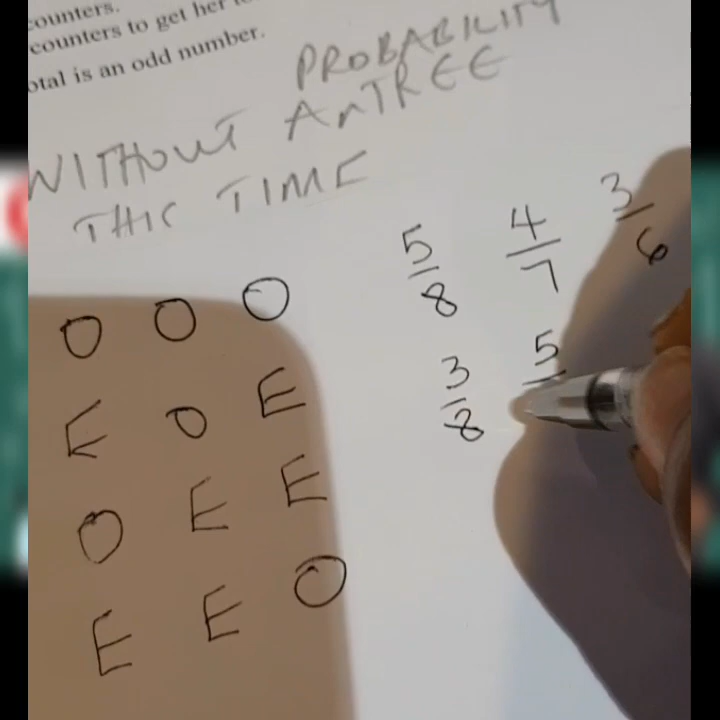 counters.
counters to get her
otal is an odd number.
PROBABILITY
WITHOUT A TREE
THIS TIME
O O O 5/8 4/7 3/6
E O E 3/8 5
O E E
E E O